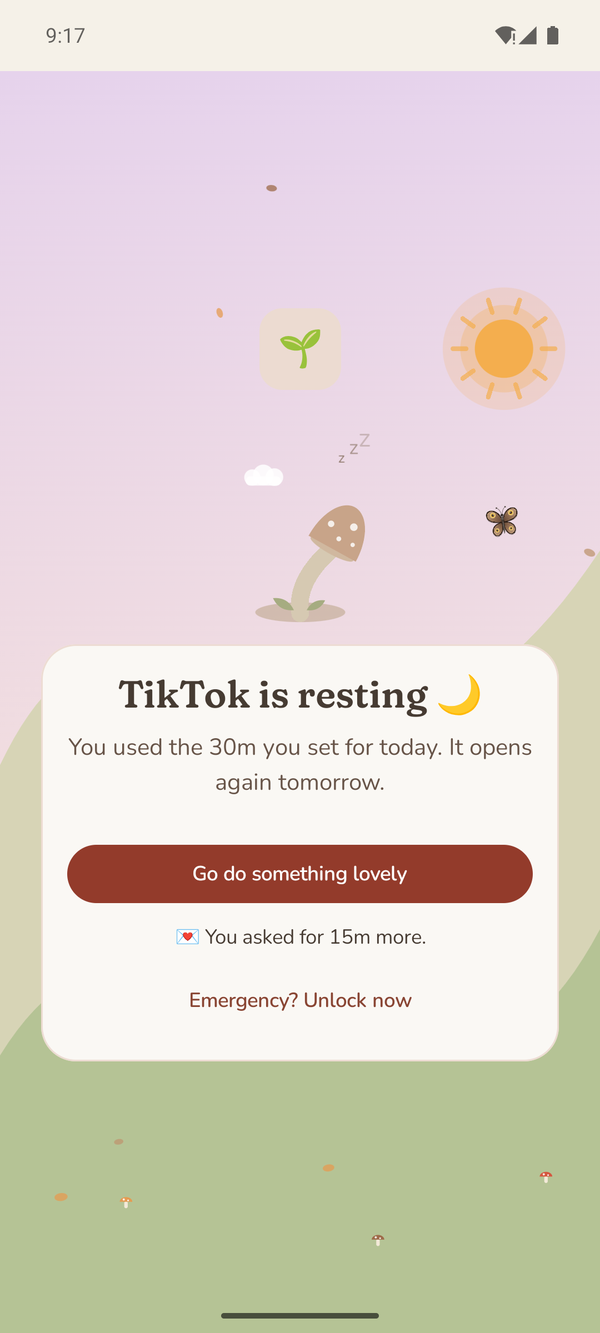 9:17
z z Z
TikTok is resting 🌙
You used the 30m you set for today. It opens
again tomorrow.
Go do something lovely
💌 You asked for 15m more.
Emergency? Unlock now